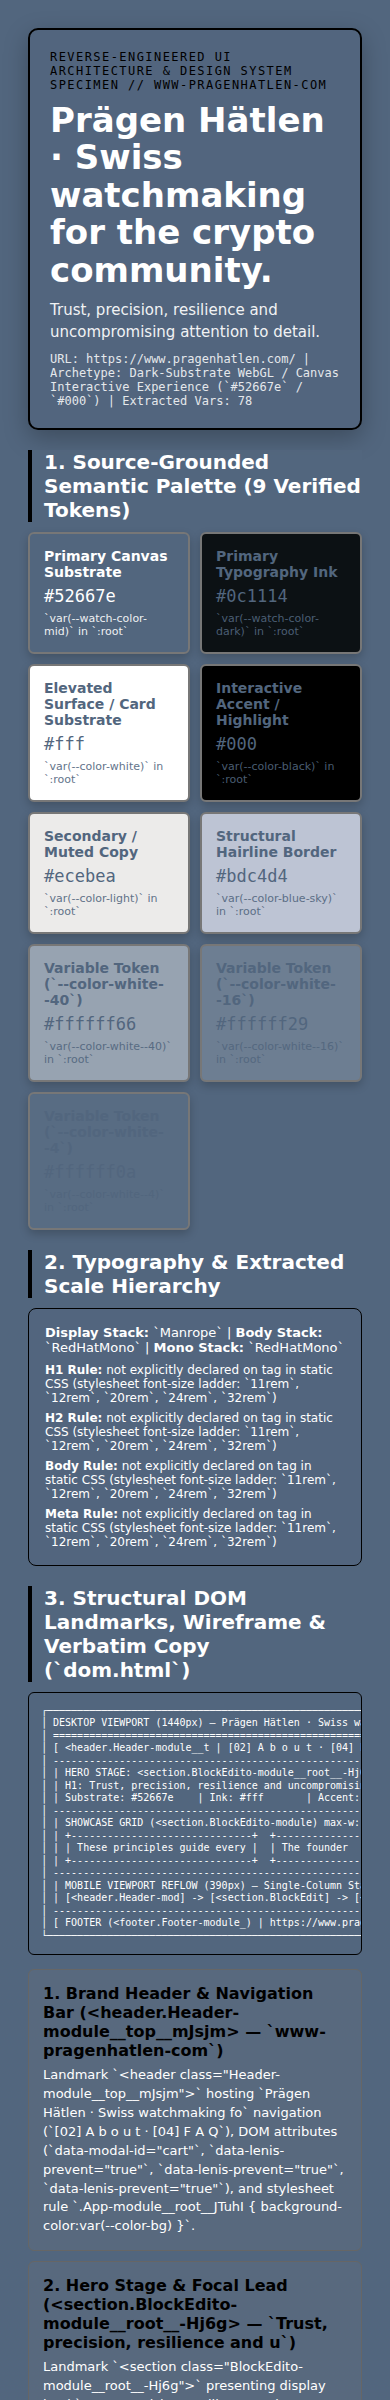 REVERSE-ENGINEERED UI
ARCHITECTURE & DESIGN SYSTEM
SPECIMEN // WWW-PRAGENHATLEN-COM
Prägen Hätlen
· Swiss
watchmaking
for the crypto
community.
Trust, precision, resilience and
uncompromising attention to detail.
URL: https://www.pragenhatlen.com/ |
Archetype: Dark-Substrate WebGL / Canvas
Interactive Experience (`#52667e` /
`#000`) | Extracted Vars: 78
1. Source-Grounded
Semantic Palette (9 Verified
Tokens)
Primary Canvas
Substrate
#52667e
`var(--watch-color-
mid)` in `:root`
Primary
Typography Ink
#0c1114
`var(--watch-color-
dark)` in `:root`
Elevated
Surface / Card
Substrate
#fff
`var(--color-white)` in
`:root`
Interactive
Accent /
Highlight
#000
`var(--color-black)` in
`:root`
Secondary /
Muted Copy
#ecebea
`var(--color-light)` in
`:root`
Structural
Hairline Border
#bdc4d4
`var(--color-blue-sky)`
in `:root`
Variable Token
(`--color-white-
-40`)
#ffffff66
`var(--color-white--40)`
in `:root`
Variable Token
(`--color-white-
-16`)
#ffffff29
`var(--color-white--16)`
in `:root`
Variable Token
(`--color-white-
-4`)
#ffffff0a
`var(--color-white--4)`
in `:root`
2. Typography & Extracted
Scale Hierarchy
Display Stack: `Manrope` | Body Stack:
`RedHatMono` | Mono Stack: `RedHatMono`
H1 Rule: not explicitly declared on tag in static
CSS (stylesheet font-size ladder: `11rem`,
`12rem`, `20rem`, `24rem`, `32rem`)
H2 Rule: not explicitly declared on tag in static
CSS (stylesheet font-size ladder: `11rem`,
`12rem`, `20rem`, `24rem`, `32rem`)
Body Rule: not explicitly declared on tag in
static CSS (stylesheet font-size ladder: `11rem`,
`12rem`, `20rem`, `24rem`, `32rem`)
Meta Rule: not explicitly declared on tag in
static CSS (stylesheet font-size ladder: `11rem`,
`12rem`, `20rem`, `24rem`, `32rem`)
3. Structural DOM
Landmarks, Wireframe &
Verbatim Copy
(`dom.html`)
DESKTOP VIEWPORT (1440px) — Prägen Hätlen · Swiss w
[ <header.Header-module__t | [02] A b o u t · [04]
| HERO STAGE: <section.BlockEdito-module__root__-Hj
| H1: Trust, precision, resilience and uncompromisi
| Substrate: #52667e | Ink: #fff | Accent:
| SHOWCASE GRID (<section.BlockEdito-module) max-w:
| | These principles guide every | | The founder
| MOBILE VIEWPORT REFLOW (390px) — Single-Column St
| [<header.Header-mod] -> [<section.BlockEdit] -> [
[ FOOTER (<footer.Footer-module_) | https://www.pra
1. Brand Header & Navigation
Bar (<header.Header-
module__top__mJsjm> — `www-
pragenhatlen-com`)
Landmark `<header class="Header-
module__top__mJsjm">` hosting `Prägen
Hätlen · Swiss watchmaking fo` navigation
(`[02] A b o u t · [04] F A Q`), DOM attributes
(`data-modal-id="cart"`, `data-lenis-
prevent="true"`, `data-lenis-prevent="true"`,
`data-lenis-prevent="true"`), and stylesheet
rule `.App-module__root__JTuhI { background-
color:var(--color-bg) }`.
2. Hero Stage & Focal Lead
(<section.BlockEdito-
module__root__-Hj6g> — `Trust,
precision, resilience and u`)
Landmark `<section class="BlockEdito-
module__root__-Hj6g">` presenting display